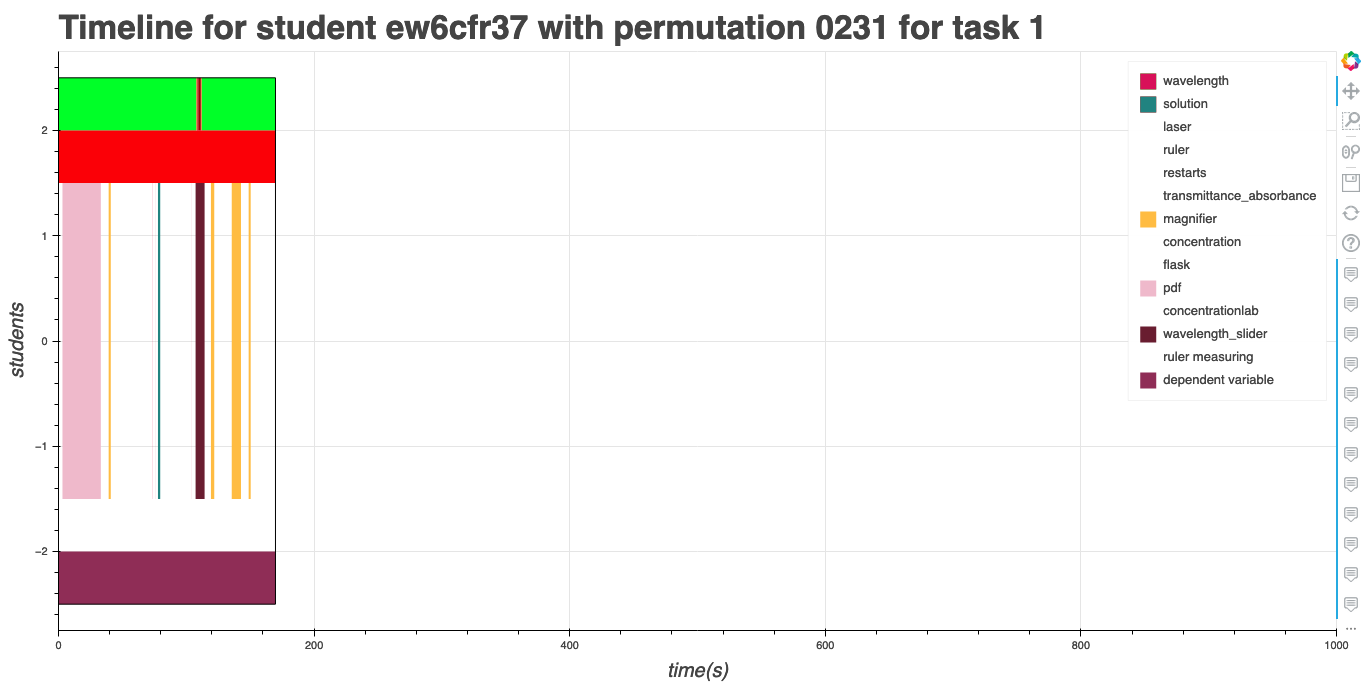 Timeline for student ew6cfr37 with permutation 0231 for task 1
students
2
1
0
−1
−2
0 200 400 600 800 1000
time(s)
wavelength
solution
laser
ruler
restarts
transmittance_absorbance
magnifier
concentration
flask
pdf
concentrationlab
wavelength_slider
ruler measuring
dependent variable